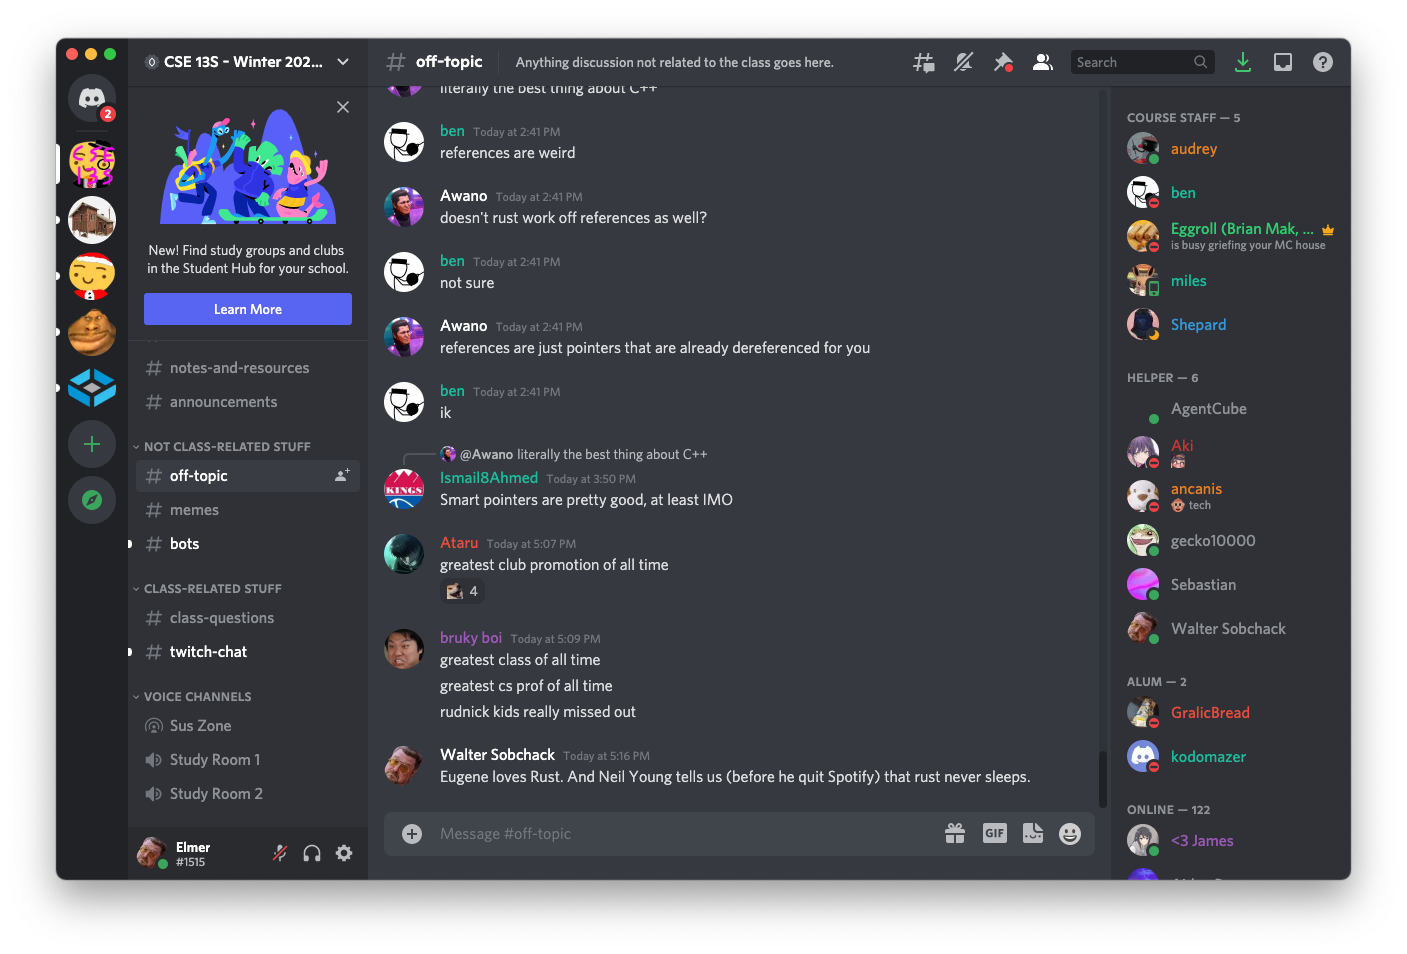 CSE 13S - Winter 202...
off-topic
Anything discussion not related to the class goes here.
Search
2
New! Find study groups and clubs
in the Student Hub for your school.
Learn More
notes-and-resources
announcements
NOT CLASS-RELATED STUFF
off-topic
memes
bots
CLASS-RELATED STUFF
class-questions
twitch-chat
VOICE CHANNELS
Sus Zone
Study Room 1
Study Room 2
Elmer
#1515
literally the best thing about C++
ben Today at 2:41 PM
references are weird
Awano Today at 2:41 PM
doesn't rust work off references as well?
ben Today at 2:41 PM
not sure
Awano Today at 2:41 PM
references are just pointers that are already dereferenced for you
ben Today at 2:41 PM
ik
@Awano literally the best thing about C++
KINGS
Ismail8Ahmed Today at 3:50 PM
Smart pointers are pretty good, at least IMO
Ataru Today at 5:07 PM
greatest club promotion of all time
4
bruky boi Today at 5:09 PM
greatest class of all time
greatest cs prof of all time
rudnick kids really missed out
Walter Sobchack Today at 5:16 PM
Eugene loves Rust. And Neil Young tells us (before he quit Spotify) that rust never sleeps.
Message #off-topic
GIF
COURSE STAFF — 5
audrey
ben
Eggroll (Brian Mak, ...
is busy griefing your MC house
miles
Shepard
HELPER — 6
AgentCube
Aki
ancanis
tech
gecko10000
Sebastian
Walter Sobchack
ALUM — 2
GralicBread
kodomazer
ONLINE — 122
<3 James